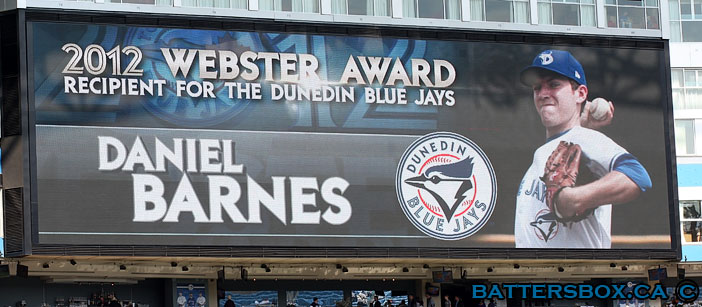 2012 WEBSTER AWARD
RECIPIENT FOR THE DUNEDIN BLUE JAYS
DANIEL
BARNES
DUNEDIN
BLUE JAYS
BATTERSBOX.CA ©